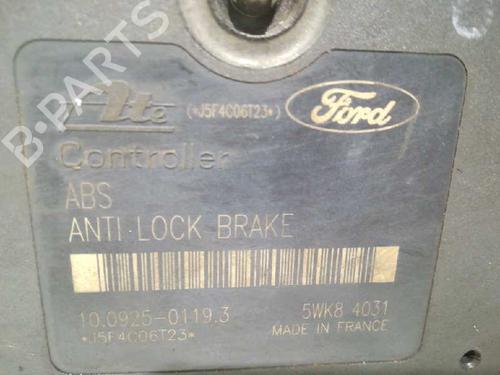 Ate
(*J5F4C06T23*)
Ford
Controller
ABS
ANTI LOCK BRAKE
10.0925-0119.3
5WK8 4031
*J5F4C06T23*
MADE IN FRANCE
B-PARTS